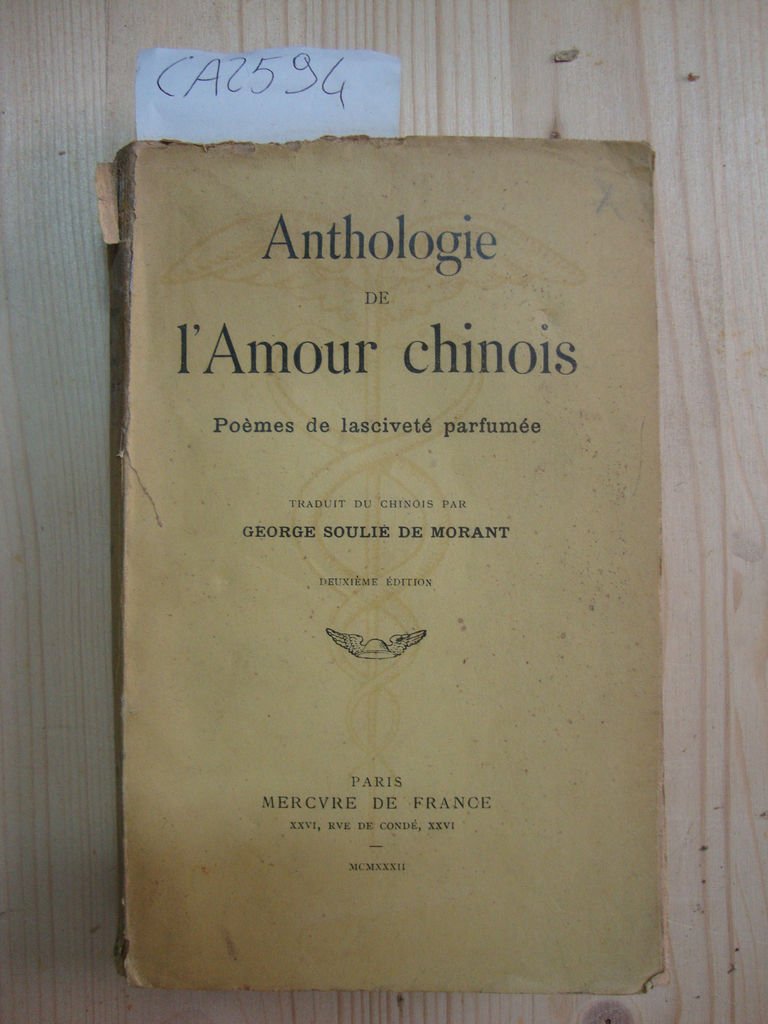 CA2594
Anthologie
DE
l'Amour chinois
Poèmes de lasciveté parfumée
TRADUIT DU CHINOIS PAR
GEORGE SOULIÉ DE MORANT
DEUXIÈME ÉDITION
PARIS
MERCVRE DE FRANCE
XXVI, RVE DE CONDÉ, XXVI
MCMXXXII